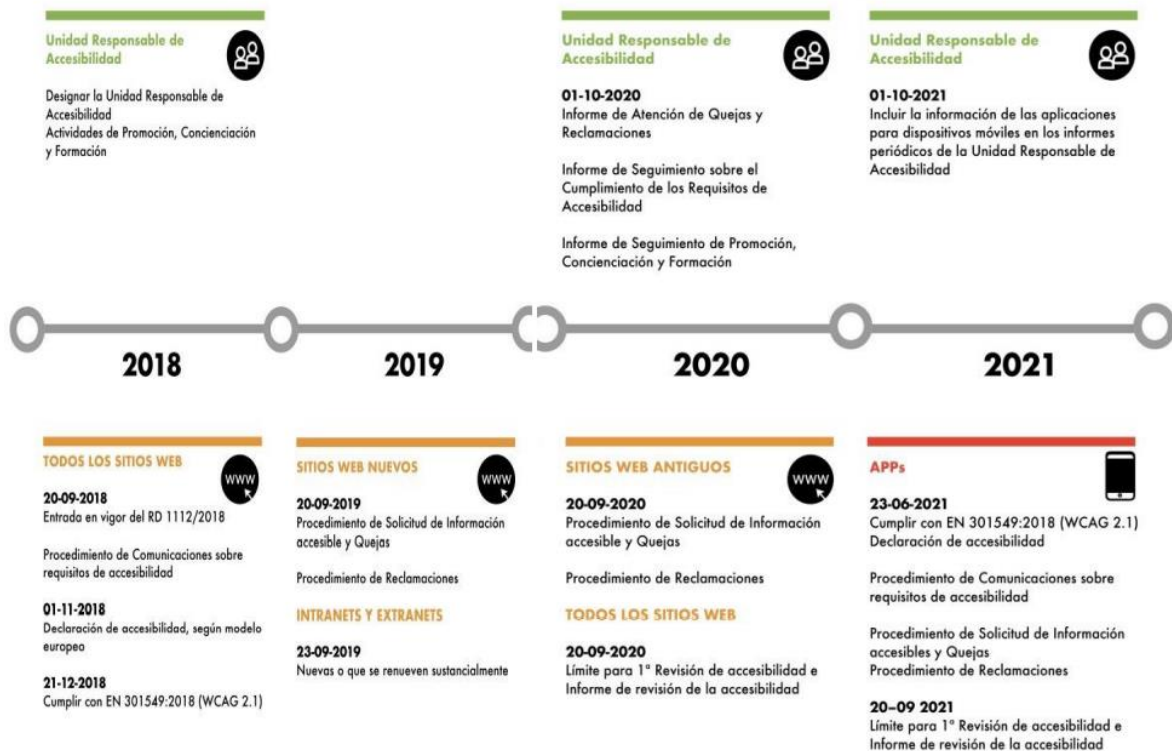 Unidad Responsable de
Accesibilidad
Designar la Unidad Responsable de
Accesibilidad
Actividades de Promoción, Concienciación
y Formación
Unidad Responsable de
Accesibilidad
01-10-2020
Informe de Atención de Quejas y
Reclamaciones
Informe de Seguimiento sobre el
Cumplimiento de los Requisitos de
Accesibilidad
Informe de Seguimiento de Promoción,
Concienciación y Formación
Unidad Responsable de
Accesibilidad
01-10-2021
Incluir la información de las aplicaciones
para dispositivos móviles en los informes
periódicos de la Unidad Responsable de
Accesibilidad
2018
2019
2020
2021
TODOS LOS SITIOS WEB
WWW
20-09-2018
Entrada en vigor del RD 1112/2018
Procedimiento de Comunicaciones sobre
requisitos de accesibilidad
01-11-2018
Declaración de accesibilidad, según modelo
europeo
21-12-2018
Cumplir con EN 301549:2018 (WCAG 2.1)
SITIOS WEB NUEVOS
WWW
20-09-2019
Procedimiento de Solicitud de Información
accesible y Quejas
Procedimiento de Reclamaciones
INTRANETS Y EXTRANETS
23-09-2019
Nuevas o que se renueven sustancialmente
SITIOS WEB ANTIGUOS
WWW
20-09-2020
Procedimiento de Solicitud de Información
accesible y Quejas
Procedimiento de Reclamaciones
TODOS LOS SITIOS WEB
20-09-2020
Límite para 1ª Revisión de accesibilidad e
Informe de revisión de la accesibilidad
APPs
23-06-2021
Cumplir con EN 301549:2018 (WCAG 2.1)
Declaración de accesibilidad
Procedimiento de Comunicaciones sobre
requisitos de accesibilidad
Procedimiento de Solicitud de Información
accesibles y Quejas
Procedimiento de Reclamaciones
20–09 2021
Límite para 1ª Revisión de accesibilidad e
Informe de revisión de la accesibilidad